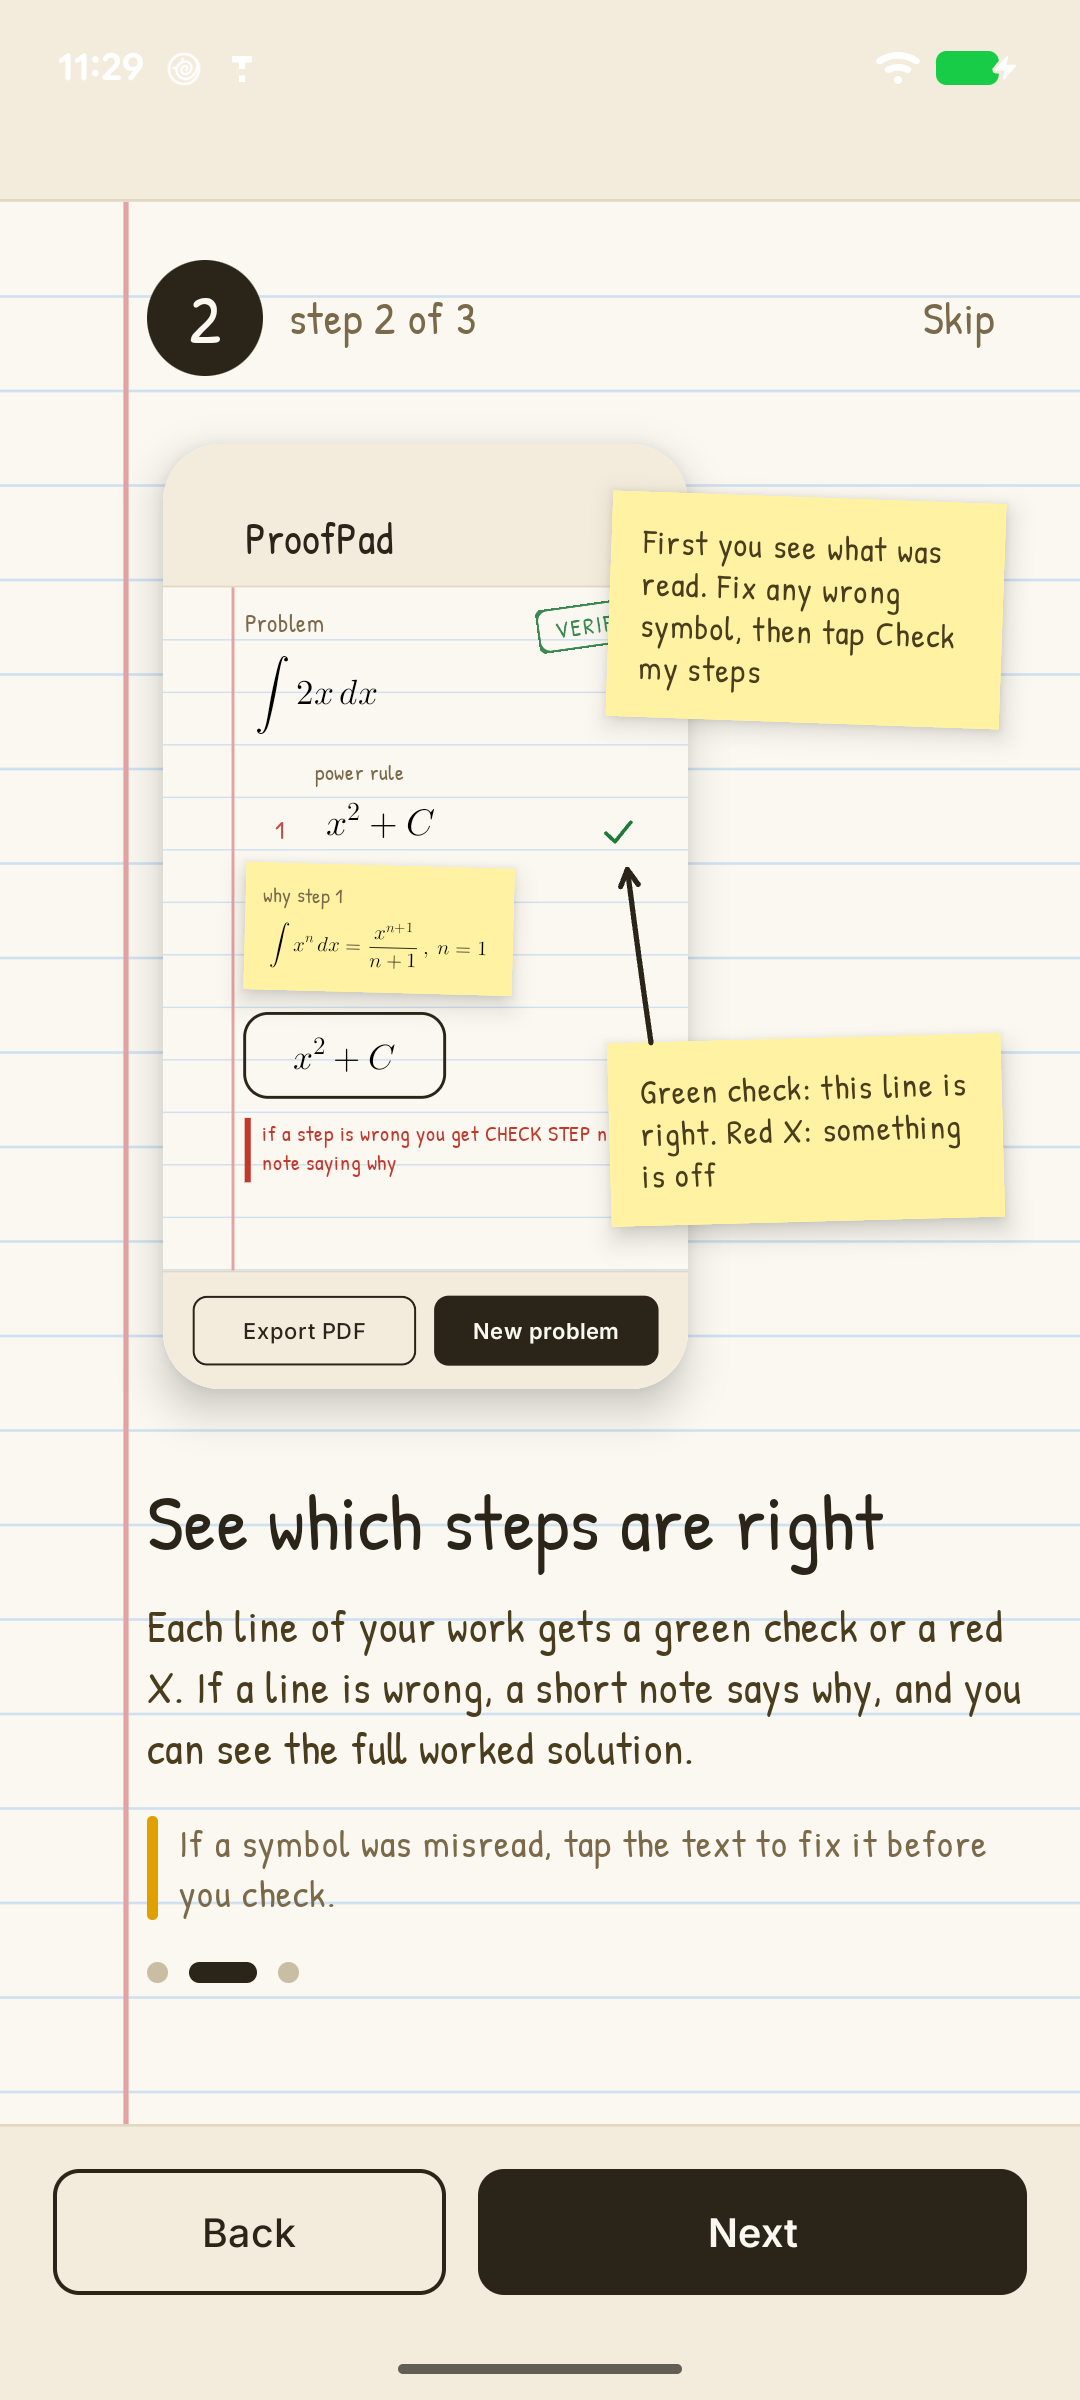 11:29
2
step 2 of 3
Skip
ProofPad
First you see what was
read. Fix any wrong
symbol, then tap Check
my steps
Problem
∫ 2x dx
power rule
1 x² + C
why step 1
∫ xⁿ dx = xⁿ⁺¹ / n + 1 , n = 1
x² + C
Green check: this line is
right. Red X: something
is off
if a step is wrong you get CHECK STEP
note saying why
Export PDF
New problem
See which steps are right
Each line of your work gets a green check or a red
X. If a line is wrong, a short note says why, and you
can see the full worked solution.
If a symbol was misread, tap the text to fix it before
you check.
Back
Next